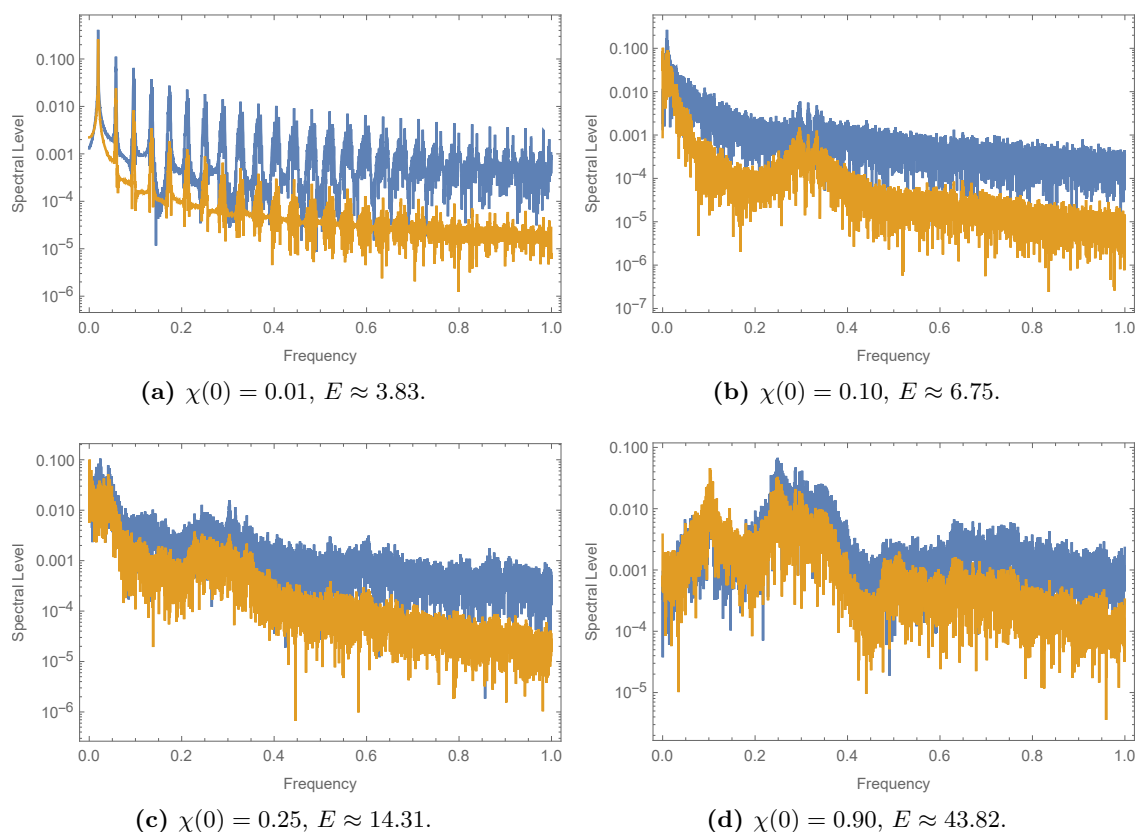 0.100
0.010
0.001
10⁻⁴
10⁻⁵
10⁻⁶
Spectral Level
0.0 0.2 0.4 0.6 0.8 1.0
Frequency
(a) χ(0) = 0.01, E ≈ 3.83.
0.100
0.010
0.001
10⁻⁴
10⁻⁵
10⁻⁶
10⁻⁷
Spectral Level
0.0 0.2 0.4 0.6 0.8 1.0
Frequency
(b) χ(0) = 0.10, E ≈ 6.75.
0.100
0.010
0.001
10⁻⁴
10⁻⁵
10⁻⁶
Spectral Level
0.0 0.2 0.4 0.6 0.8 1.0
Frequency
(c) χ(0) = 0.25, E ≈ 14.31.
0.100
0.010
0.001
10⁻⁴
10⁻⁵
Spectral Level
0.0 0.2 0.4 0.6 0.8 1.0
Frequency
(d) χ(0) = 0.90, E ≈ 43.82.